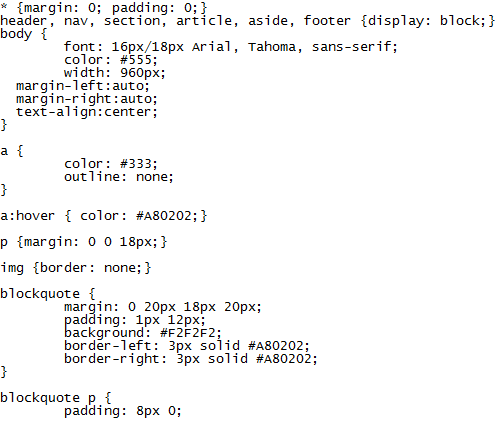 * {margin: 0; padding: 0;}
header, nav, section, article, aside, footer {display: block;}
body {
        font: 16px/18px Arial, Tahoma, sans-serif;
        color: #555;
        width: 960px;
  margin-left:auto;
  margin-right:auto;
  text-align:center;
}

a {
        color: #333;
        outline: none;
}

a:hover { color: #A80202;}

p {margin: 0 0 18px;}

img {border: none;}

blockquote {
        margin: 0 20px 18px 20px;
        padding: 1px 12px;
        background: #F2F2F2;
        border-left: 3px solid #A80202;
        border-right: 3px solid #A80202;
}

blockquote p {
        padding: 8px 0;